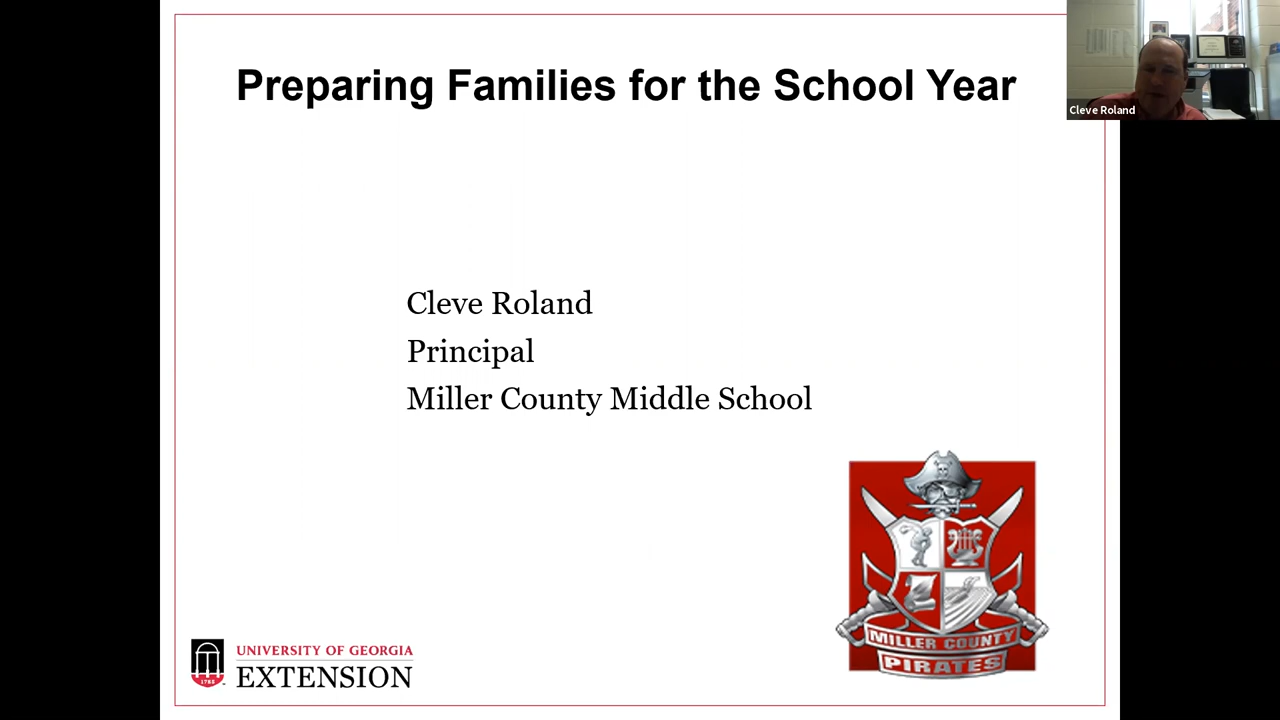 Preparing Families for the School Year
Cleve Roland
Cleve Roland
Principal
Miller County Middle School
MILLER COUNTY
PIRATES
1785
UNIVERSITY OF GEORGIA
EXTENSION